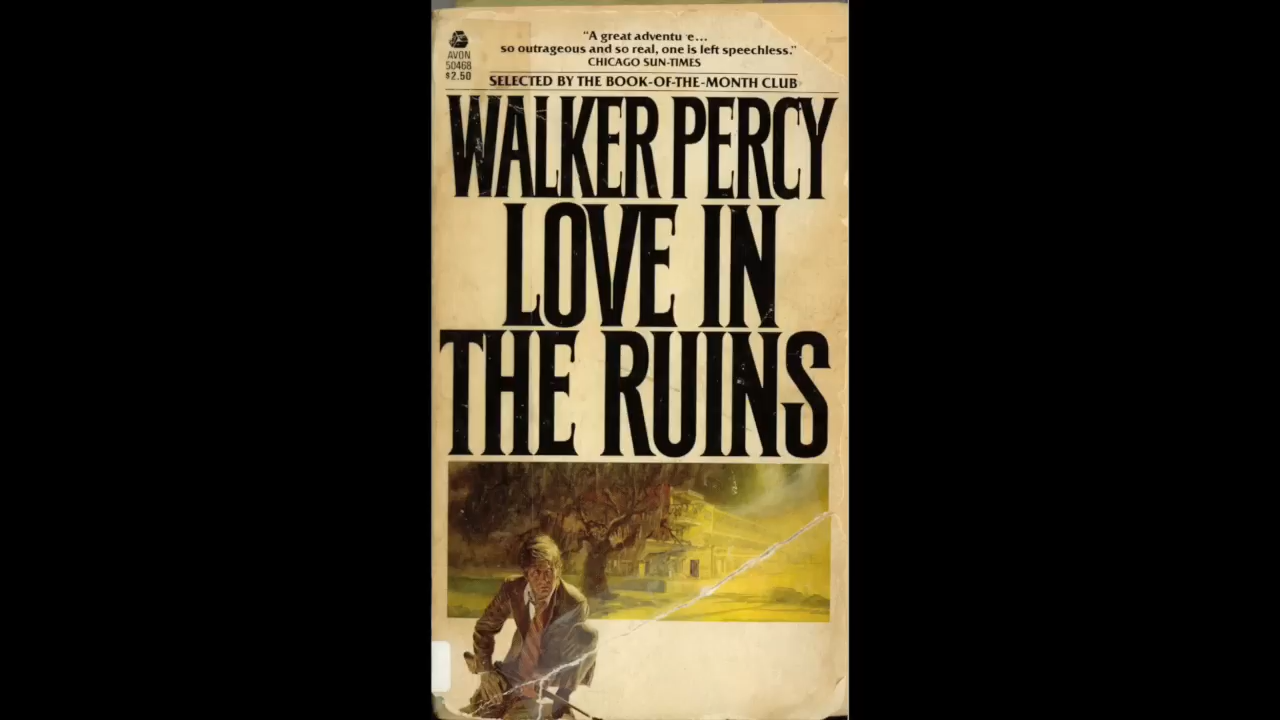 "A great adventu e...
so outrageous and so real, one is left speechless."
CHICAGO SUN-TIMES
AVON
50468
$2.50
SELECTED BY THE BOOK-OF-THE-MONTH CLUB
WALKER PERCY
LOVE IN
THE RUINS